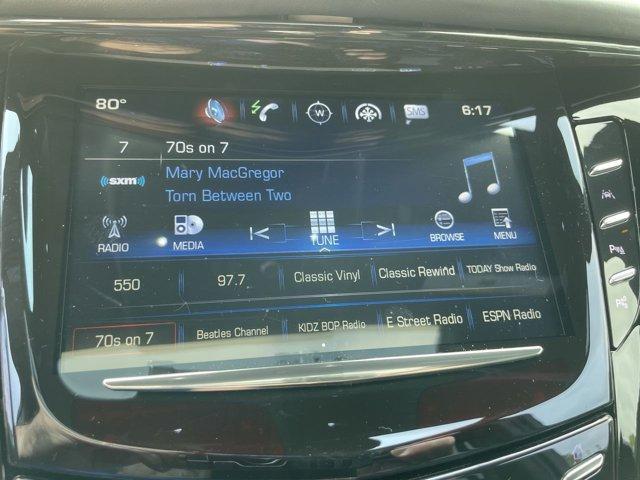 80° W SMS 6:17
7 70s on 7
((sxm)) Mary MacGregor
Torn Between Two
RADIO MEDIA TUNE BROWSE MENU
550 97.7 Classic Vinyl Classic Rewind TODAY Show Radio
70s on 7 Beatles Channel KIDZ BOP Radio E Street Radio ESPN Radio